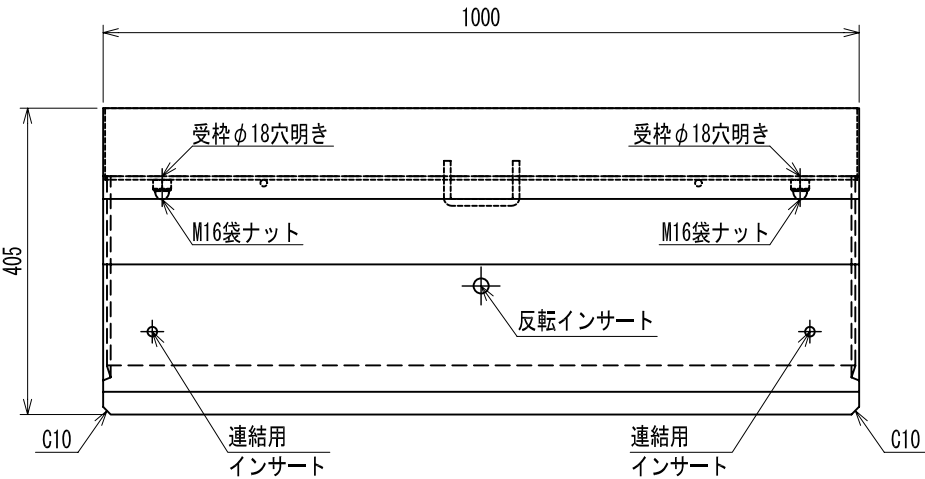 1000
受枠φ18穴明き
受枠φ18穴明き
M16袋ナット
M16袋ナット
405
反転インサート
C10
連結用
インサート
連結用
インサート
C10